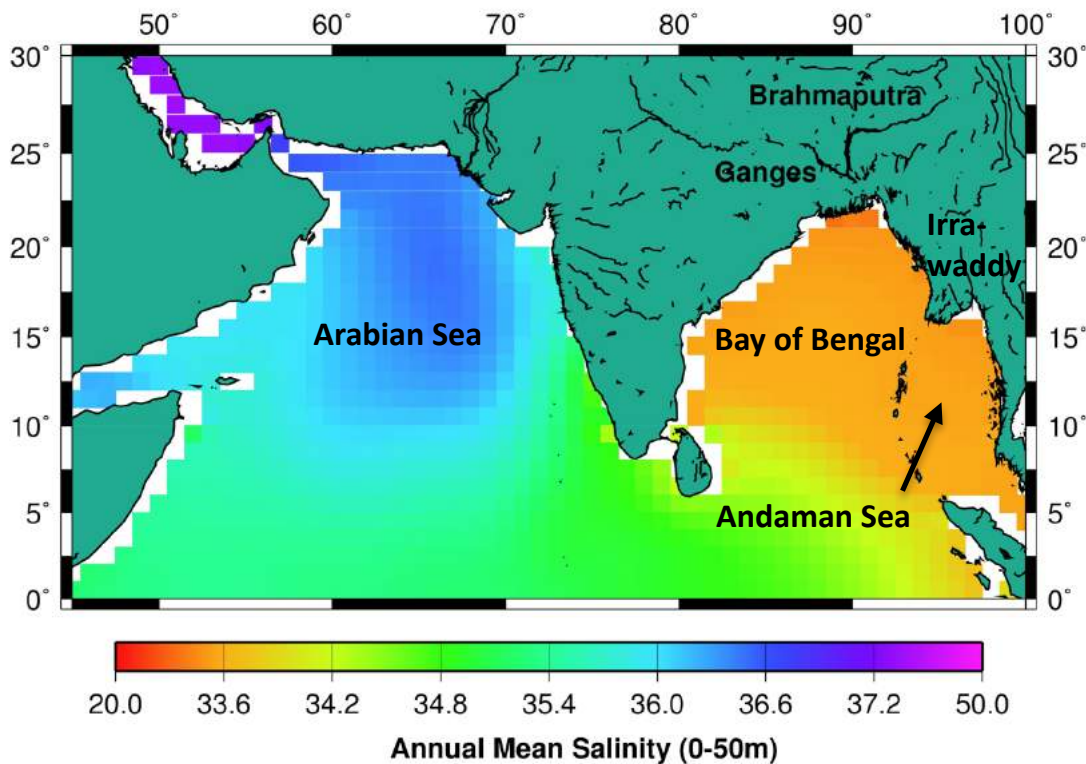 50° 60° 70° 80° 90° 100°
30° 30°
Brahmaputra
25° 25°
Ganges
Irra-
20° 20°
waddy
Arabian Sea Bay of Bengal
15° 15°
10° 10°
5° 5°
Andaman Sea
0° 0°
20.0 33.6 34.2 34.8 35.4 36.0 36.6 37.2 50.0
Annual Mean Salinity (0-50m)